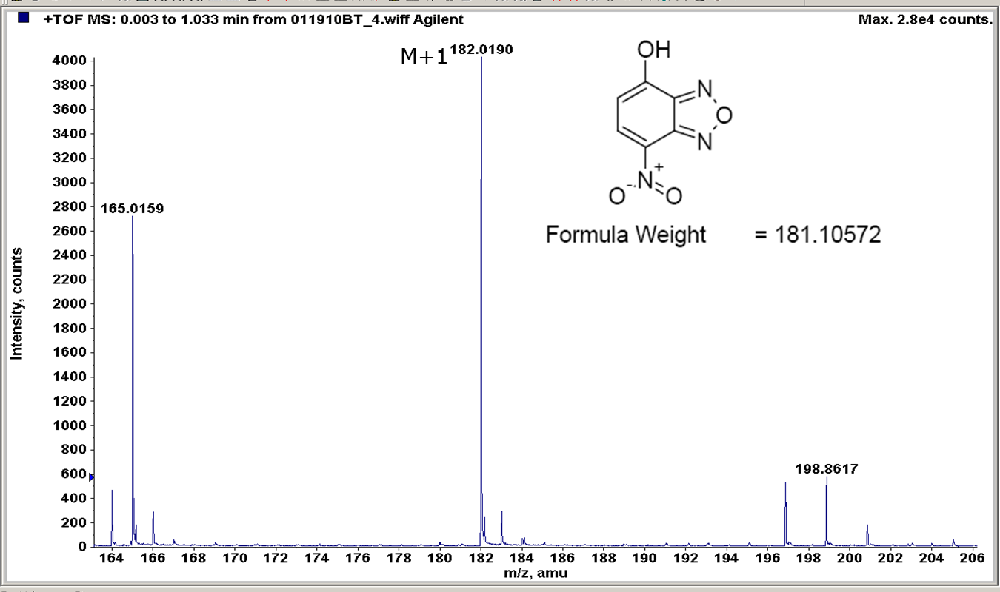 +TOF MS: 0.003 to 1.033 min from 011910BT_4.wiff Agilent
Max. 2.8e4 counts.
M+1
182.0190
165.0159
198.8617
OH
N
O
N
N+
-O
O
Formula Weight = 181.10572
Intensity, counts
4000
3800
3600
3400
3200
3000
2800
2600
2400
2200
2000
1800
1600
1400
1200
1000
800
600
400
200
0
164 166 168 170 172 174 176 178 180 182 184 186 188 190 192 194 196 198 200 202 204 206
m/z, amu